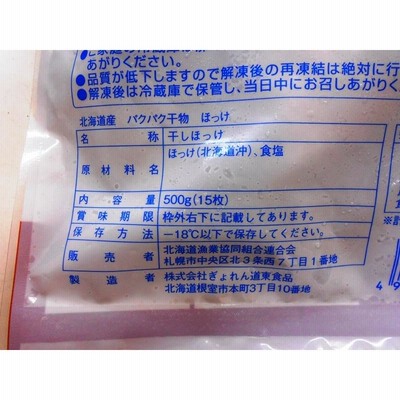 あがりください。
●品質が低下しますので解凍後の再凍結は絶対に行
●解凍後は冷蔵庫で保管し、当日中にお召しあがりく
北海道産 パクパク干物 ほっけ
名称 干しほっけ
原材料名 ほっけ(北海道沖)、食塩
内容量 500g(15枚)
賞味期限 枠外右下に記載してあります。
保存方法 -18℃以下で保存してください。
販売者 北海道漁業協同組合連合会
札幌市中央区北3条西7丁目1番地
製造者 株式会社ぎょれん道東食品
北海道根室市本町3丁目10番地
4 9